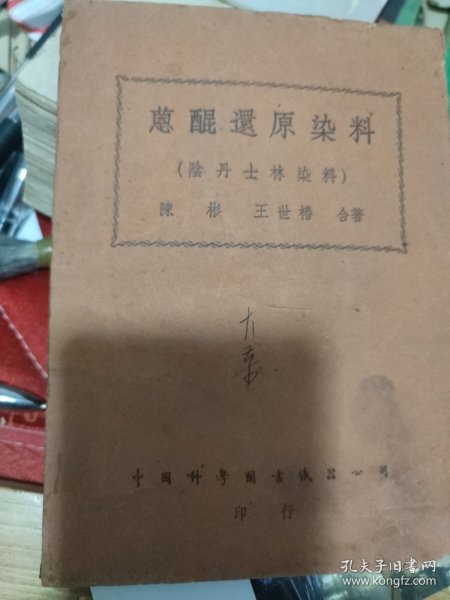 蒽醌還原染料
(陰丹士林染料)
陳彬 王世椿 合著
中國科學圖書儀器公司
印行
孔夫子旧书网
www.kongfz.com